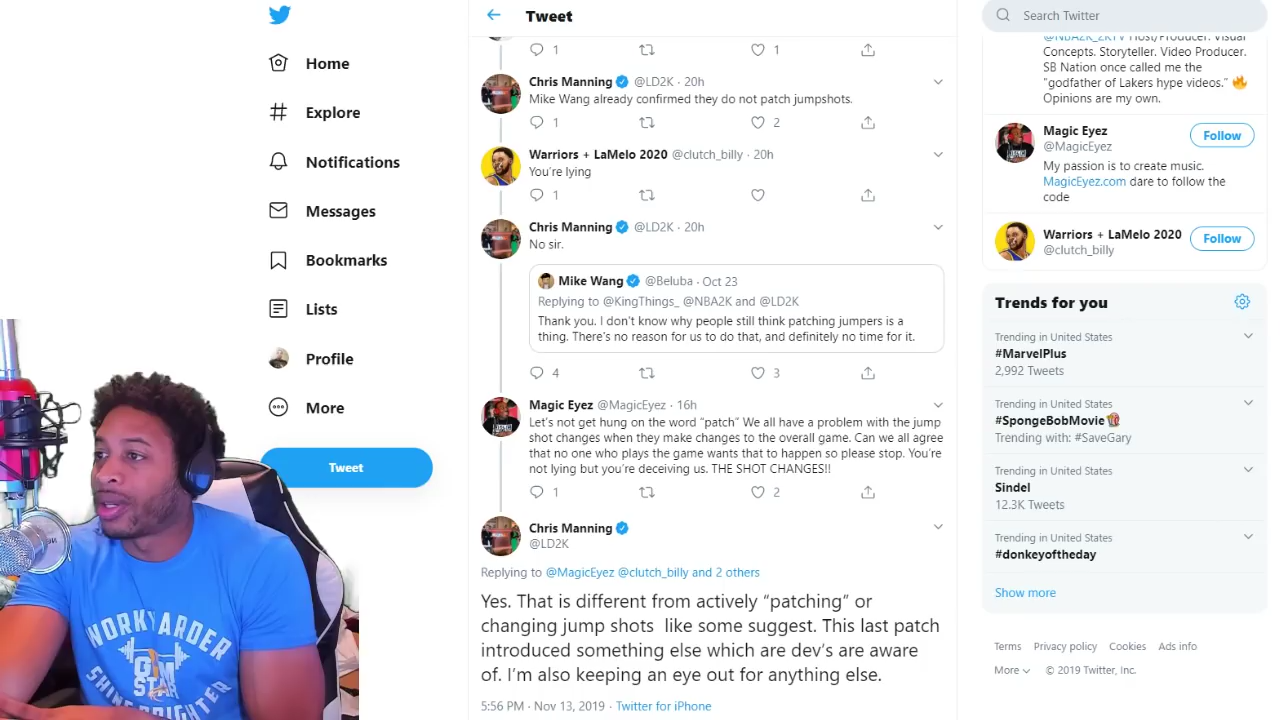 Home
Explore
Notifications
Messages
Bookmarks
Lists
Profile
More
Tweet
WORK HARDER
GYM
STAR
SHINE BRIGHTER
Tweet
1
1
Chris Manning @LD2K · 20h
Mike Wang already confirmed they do not patch jumpshots.
1
2
Warriors + LaMelo 2020 @clutch_billy · 20h
You're lying
1
Chris Manning @LD2K · 20h
No sir.
Mike Wang @Beluba · Oct 23
Replying to @KingThings_ @NBA2K and @LD2K
Thank you. I don't know why people still think patching jumpers is a
thing. There's no reason for us to do that, and definitely no time for it.
4
3
Magic Eyez @MagicEyez · 16h
Let's not get hung on the word "patch" We all have a problem with the jump
shot changes when they make changes to the overall game. Can we all agree
that no one who plays the game wants that to happen so please stop. You're
not lying but you're deceiving us. THE SHOT CHANGES!!
1
2
Chris Manning
@LD2K
Replying to @MagicEyez @clutch_billy and 2 others
Yes. That is different from actively “patching” or
changing jump shots like some suggest. This last patch
introduced something else which are dev’s are aware
of. I’m also keeping an eye out for anything else.
5:56 PM · Nov 13, 2019 · Twitter for iPhone
Search Twitter
@NBA2K_2KTV Host/Producer. Visual
Concepts. Storyteller. Video Producer.
SB Nation once called me the
"godfather of Lakers hype videos." 🔥
Opinions are my own.
Magic Eyez
@MagicEyez
Follow
My passion is to create music.
MagicEyez.com dare to follow the
code
Warriors + LaMelo 2020
@clutch_billy
Follow
Trends for you
Trending in United States
#MarvelPlus
2,992 Tweets
Trending in United States
#SpongeBobMovie
Trending with: #SaveGary
Trending in United States
Sindel
12.3K Tweets
Trending in United States
#donkeyoftheday
Show more
Terms Privacy policy Cookies Ads info
More © 2019 Twitter, Inc.